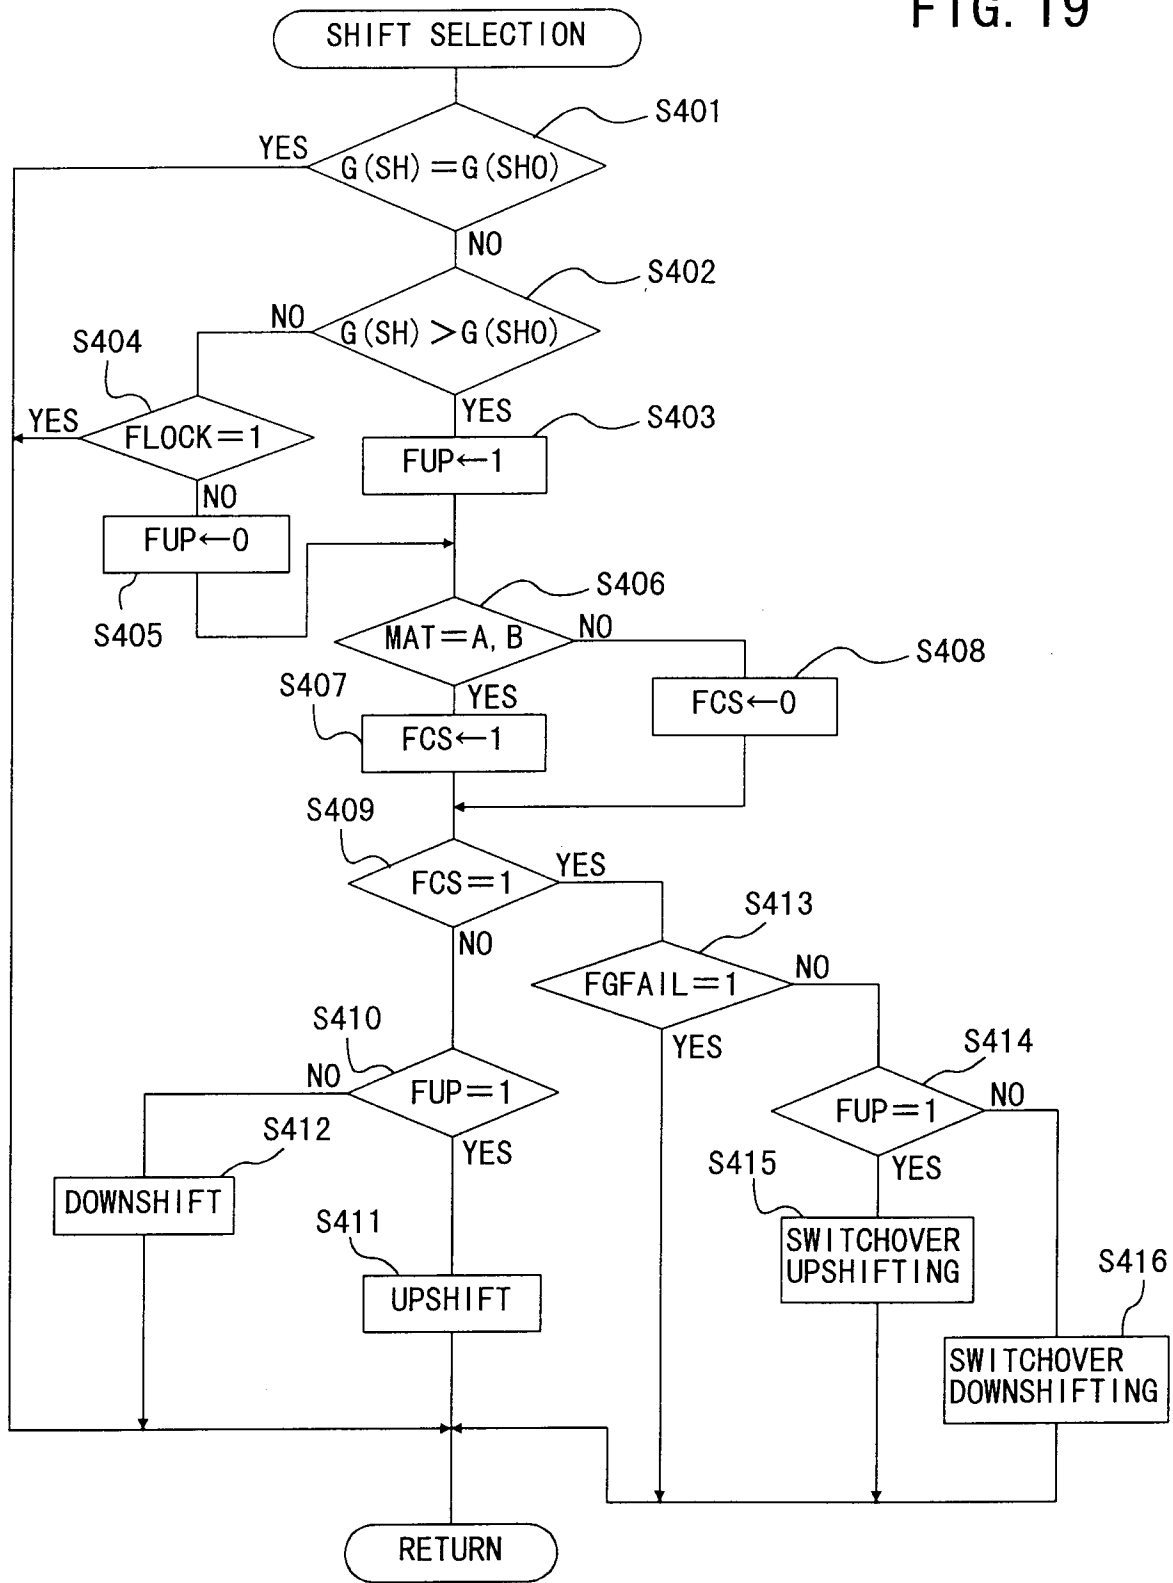 FIG. 19
SHIFT SELECTION
S401
YES
G(SH)=G(SHO)
NO
S402
NO
G(SH)>G(SHO)
S404
YES
S403
YES
FLOCK=1
FUP←1
NO
FUP←0
S405
S406
MAT=A, B
NO
S408
S407
YES
FCS←0
FCS←1
S409
FCS=1
YES
S413
NO
FGFAIL=1
NO
S410
YES
S414
NO
FUP=1
FUP=1
NO
S412
YES
S415
YES
DOWNSHIFT
S411
SWITCHOVER
UPSHIFTING
S416
UPSHIFT
SWITCHOVER
DOWNSHIFTING
RETURN